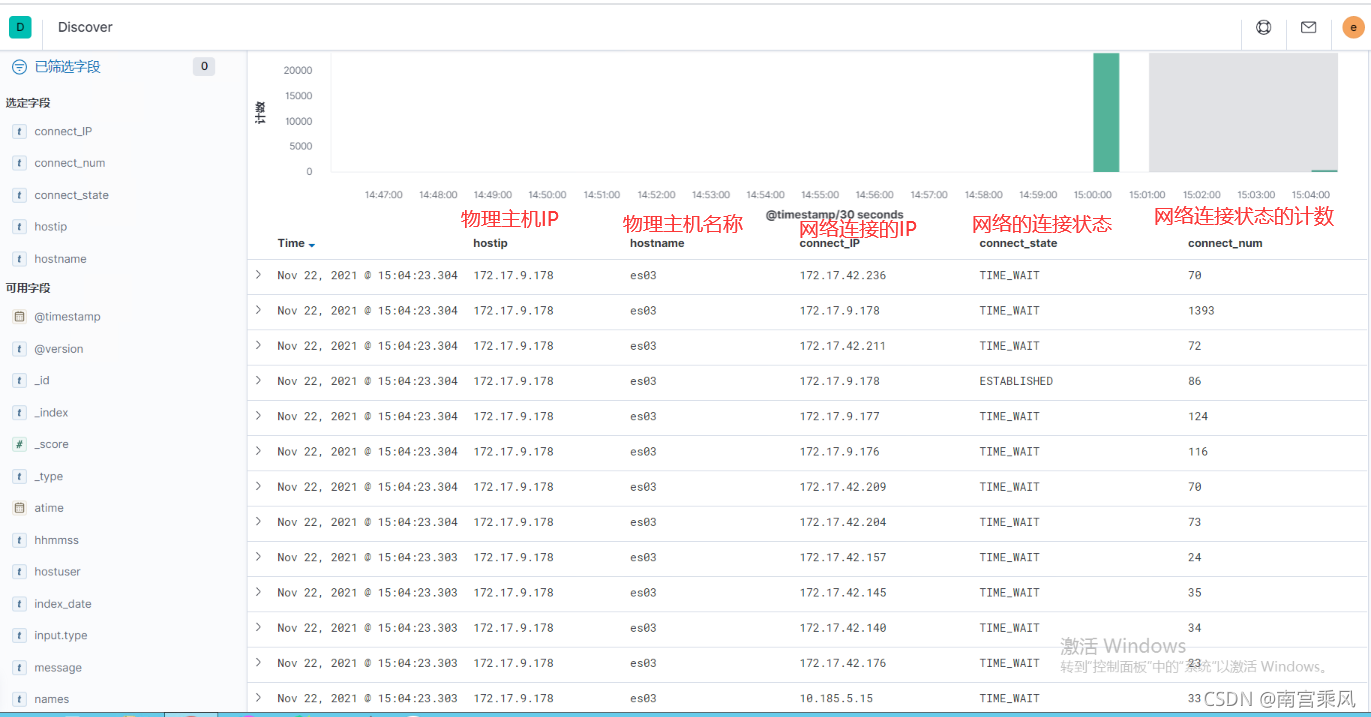 D Discover e
已筛选字段 0
选定字段
t connect_IP
t connect_num
t connect_state
t hostip
t hostname
可用字段
@timestamp
t @version
t _id
t _index
# _score
t _type
atime
t hhmmss
t hostuser
t index_date
t input.type
t message
t names
计数
20000
15000
10000
5000
0
14:47:00 14:48:00 14:49:00 14:50:00 14:51:00 14:52:00 14:53:00 14:54:00 14:55:00 14:56:00 14:57:00 14:58:00 14:59:00 15:00:00 15:01:00 15:02:00 15:03:00 15:04:00
@timestamp/30 seconds
物理主机IP 物理主机名称 网络连接的IP 网络的连接状态 网络连接状态的计数
Time hostip hostname connect_IP connect_state connect_num
Nov 22, 2021 @ 15:04:23.304 172.17.9.178 es03 172.17.42.236 TIME_WAIT 70
Nov 22, 2021 @ 15:04:23.304 172.17.9.178 es03 172.17.9.178 TIME_WAIT 1393
Nov 22, 2021 @ 15:04:23.304 172.17.9.178 es03 172.17.42.211 TIME_WAIT 72
Nov 22, 2021 @ 15:04:23.304 172.17.9.178 es03 172.17.9.178 ESTABLISHED 86
Nov 22, 2021 @ 15:04:23.304 172.17.9.178 es03 172.17.9.177 TIME_WAIT 124
Nov 22, 2021 @ 15:04:23.304 172.17.9.178 es03 172.17.9.176 TIME_WAIT 116
Nov 22, 2021 @ 15:04:23.304 172.17.9.178 es03 172.17.42.209 TIME_WAIT 70
Nov 22, 2021 @ 15:04:23.304 172.17.9.178 es03 172.17.42.204 TIME_WAIT 73
Nov 22, 2021 @ 15:04:23.303 172.17.9.178 es03 172.17.42.157 TIME_WAIT 24
Nov 22, 2021 @ 15:04:23.303 172.17.9.178 es03 172.17.42.145 TIME_WAIT 35
Nov 22, 2021 @ 15:04:23.303 172.17.9.178 es03 172.17.42.140 TIME_WAIT 34
Nov 22, 2021 @ 15:04:23.303 172.17.9.178 es03 172.17.42.176 TIME_WAIT 23
Nov 22, 2021 @ 15:04:23.303 172.17.9.178 es03 10.185.5.15 TIME_WAIT 33
激活 Windows
转到"控制面板"中的"系统"以激活 Windows。
CSDN @南宫乘风